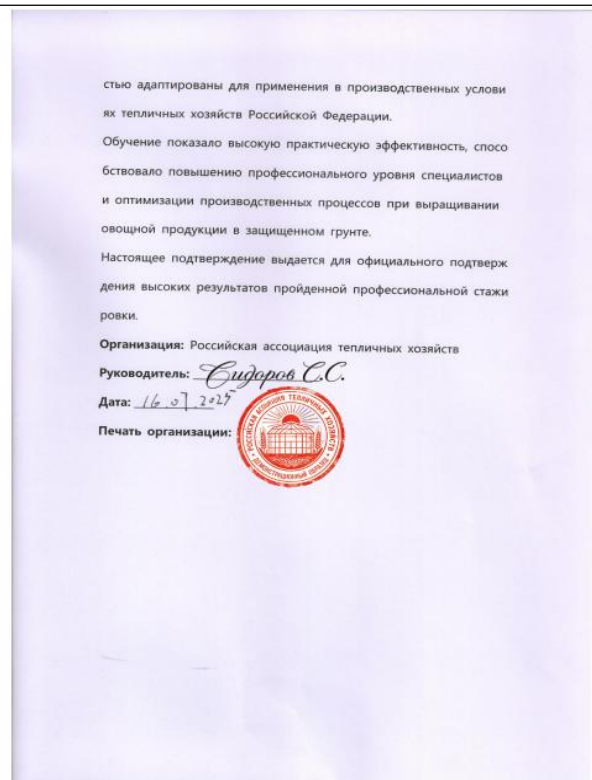 стью адаптированы для применения в производственных услови
ях тепличных хозяйств Российской Федерации.
Обучение показало высокую практическую эффективность, спосо
бствовало повышению профессионального уровня специалистов
и оптимизации производственных процессов при выращивании
овощной продукции в защищенном грунте.
Настоящее подтверждение выдается для официального подтверж
дения высоких результатов пройденной профессиональной стажи
ровки.
Организация: Российская ассоциация тепличных хозяйств
Руководитель: Сидоров С.С.
Дата: 16.07.2025
Печать организации:
ДЕМОНСТРАЦИОННЫЙ ОБРАЗЕЦ